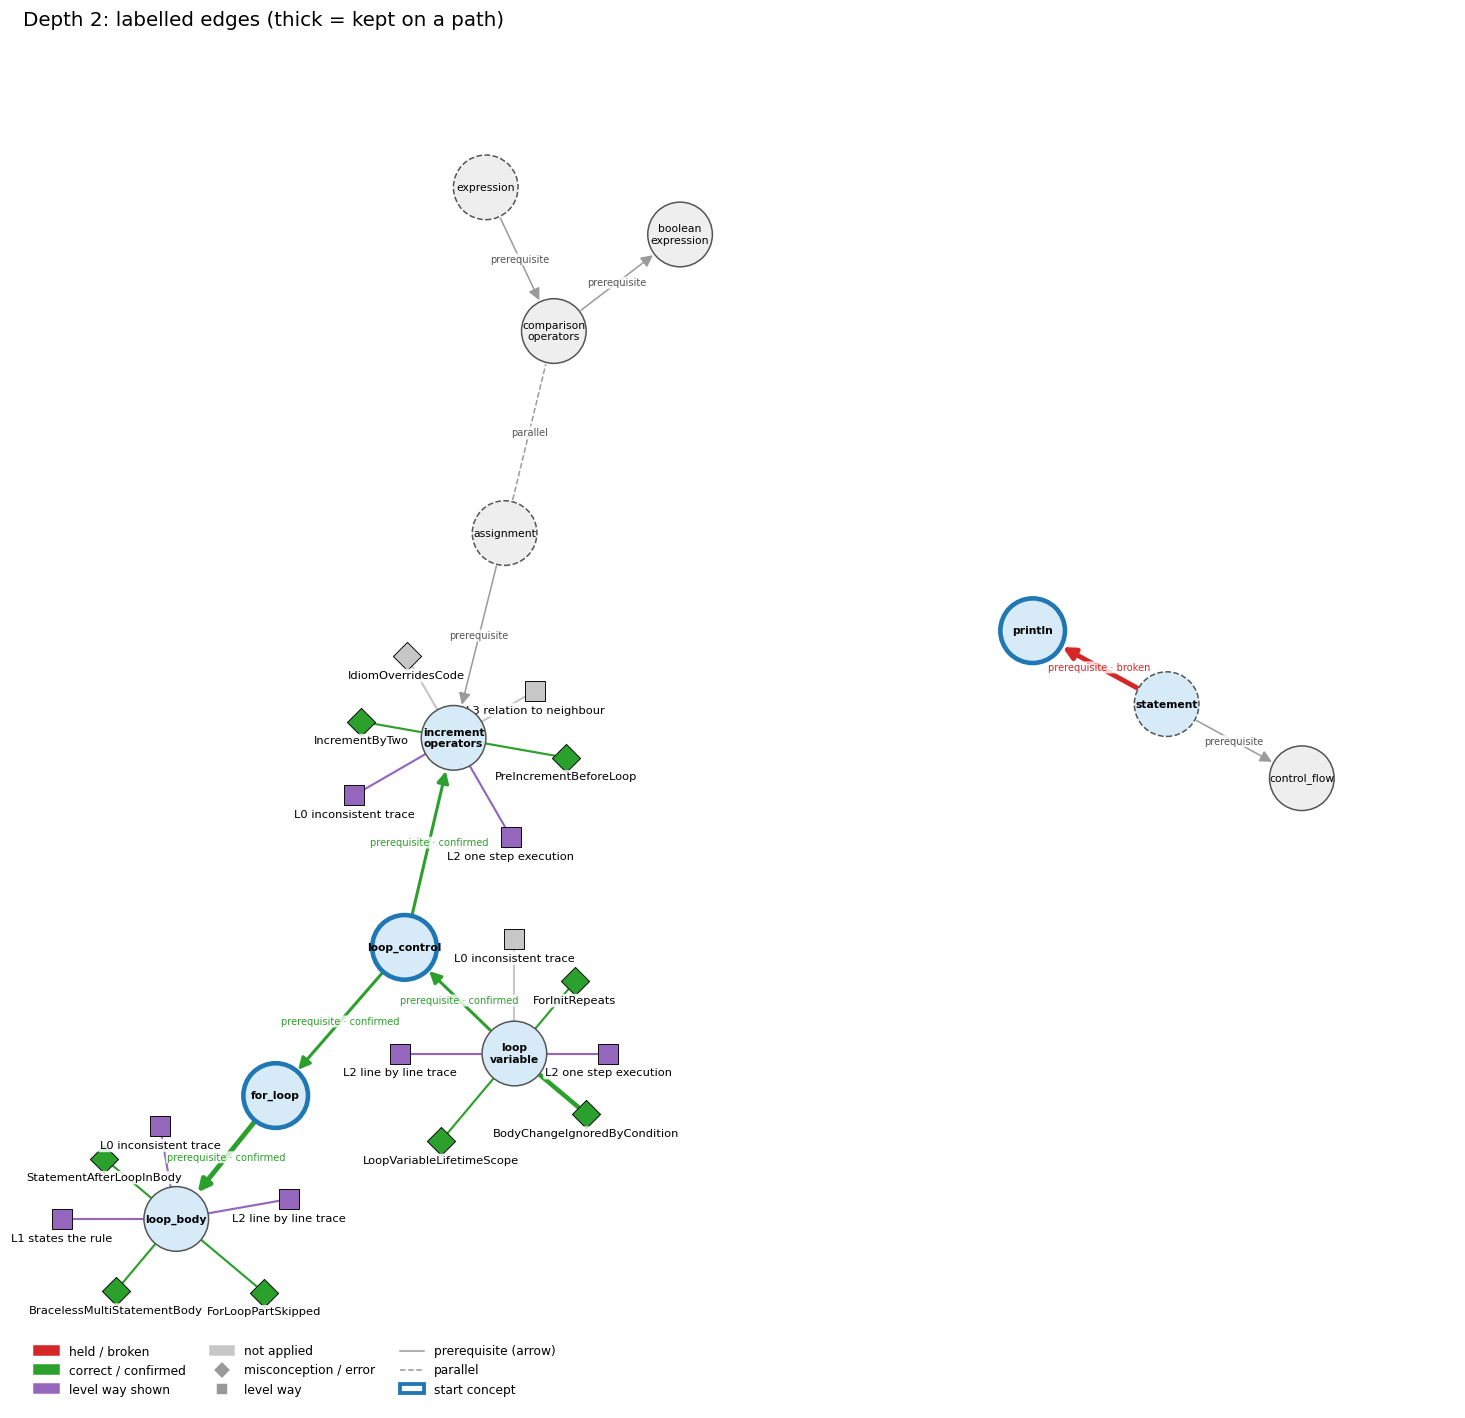 Depth 2: labelled edges (thick = kept on a path)
expression
boolean
expression
prerequisite
prerequisite
comparison
operators
parallel
assignment
println
prerequisite
prerequisite · broken
IdiomOverridesCode
statement
L3 relation to neighbour
increment
operators
IncrementByTwo
prerequisite
PreIncrementBeforeLoop
control_flow
L0 inconsistent trace
prerequisite · confirmed
L2 one step execution
loop_control
L0 inconsistent trace
prerequisite · confirmed
ForInitRepeats
prerequisite · confirmed
loop
variable
L2 line by line trace
L2 one step execution
for_loop
BodyChangeIgnoredByCondition
L0 inconsistent trace
prerequisite · confirmed
LoopVariableLifetimeScope
StatementAfterLoopInBody
loop_body
L2 line by line trace
L1 states the rule
BracelessMultiStatementBody
ForLoopPartSkipped
held / broken
correct / confirmed
level way shown
not applied
misconception / error
level way
prerequisite (arrow)
parallel
start concept